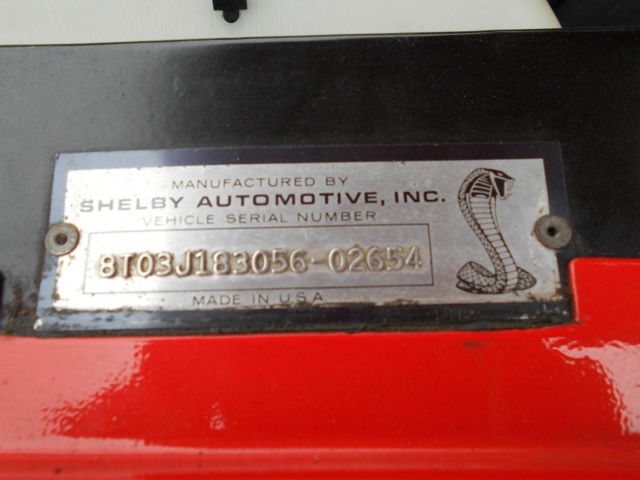 MANUFACTURED BY
SHELBY AUTOMOTIVE, INC.
VEHICLE SERIAL NUMBER
8T03J183056-02654
MADE IN U.S.A.